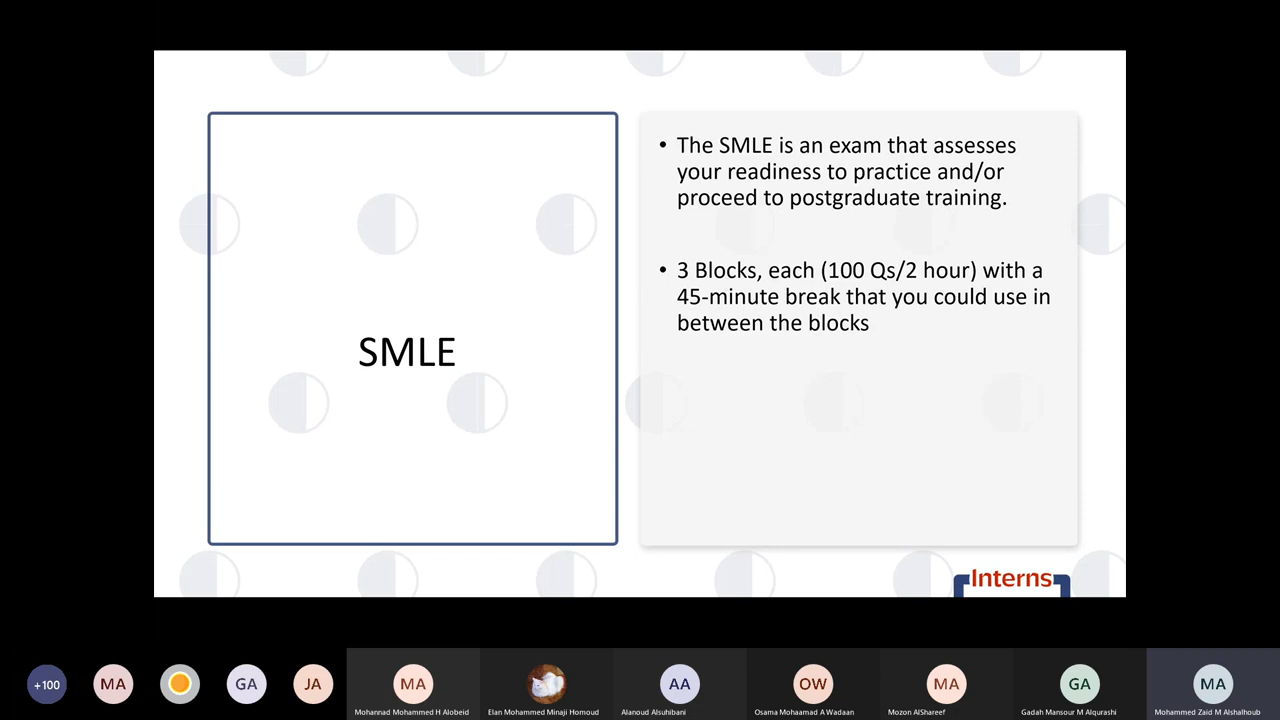 SMLE
• The SMLE is an exam that assesses
your readiness to practice and/or
proceed to postgraduate training.
• 3 Blocks, each (100 Qs/2 hour) with a
45-minute break that you could use in
between the blocks
Interns
+100
MA
GA
JA
MA
AA
OW
MA
GA
MA
Mohannad Mohammed H Alobeid
Elan Mohammed Minaji Homoud
Alanoud Alsuhibani
Osama Mohaamad A Wadaan
Mozon AlShareef
Gadah Mansour M Alqurashi
Mohammed Zaid M Alshalhoub